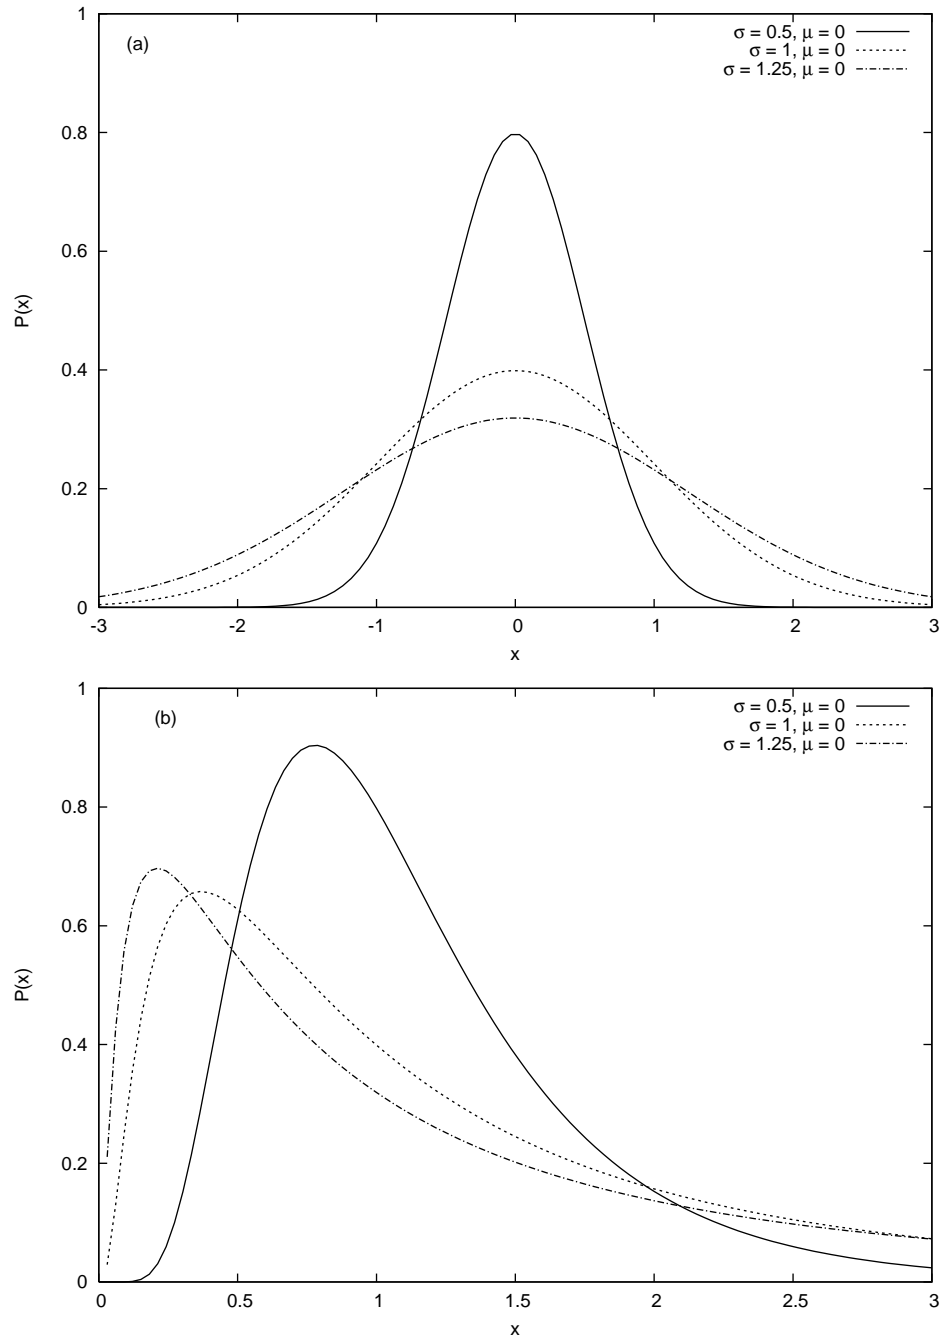 1
(a)
σ = 0.5, μ = 0
σ = 1, μ = 0
σ = 1.25, μ = 0
0.8
0.6
P(x)
0.4
0.2
0
-3 -2 -1 0 1 2 3
x
1
(b)
σ = 0.5, μ = 0
σ = 1, μ = 0
σ = 1.25, μ = 0
0.8
0.6
P(x)
0.4
0.2
0
0 0.5 1 1.5 2 2.5 3
x